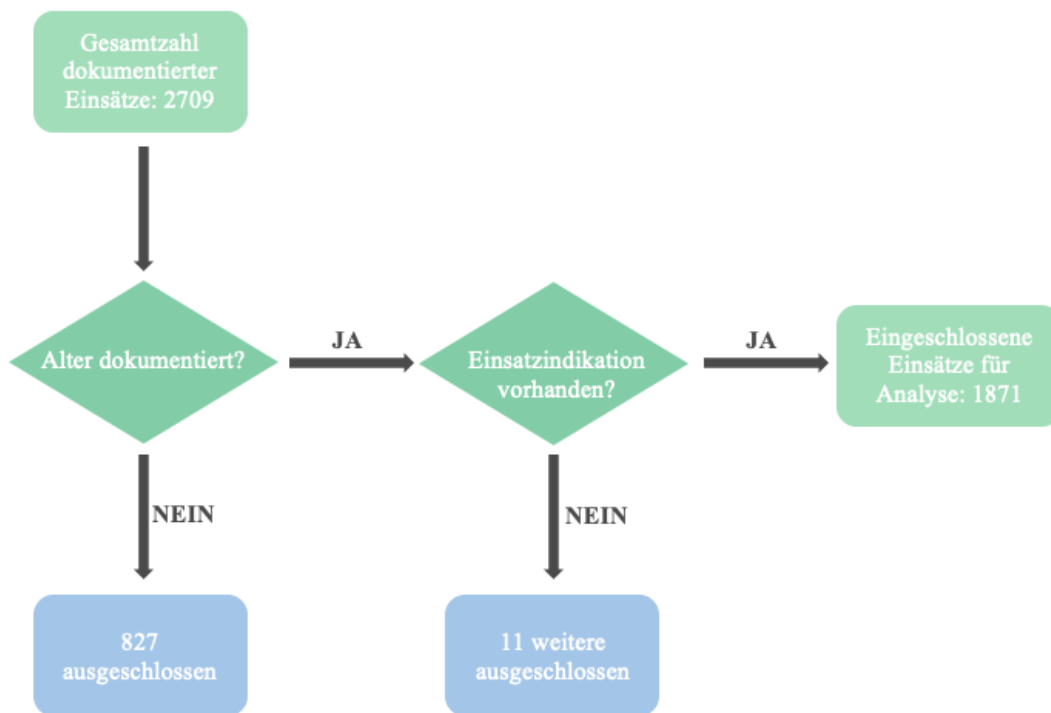 Gesamtzahl
dokumentierter
Einsätze: 2709
Alter dokumentiert?
JA
Einsatzindikation
vorhanden?
JA
Eingeschlossene
Einsätze für
Analyse: 1871
NEIN
NEIN
827
ausgeschlossen
11 weitere
ausgeschlossen